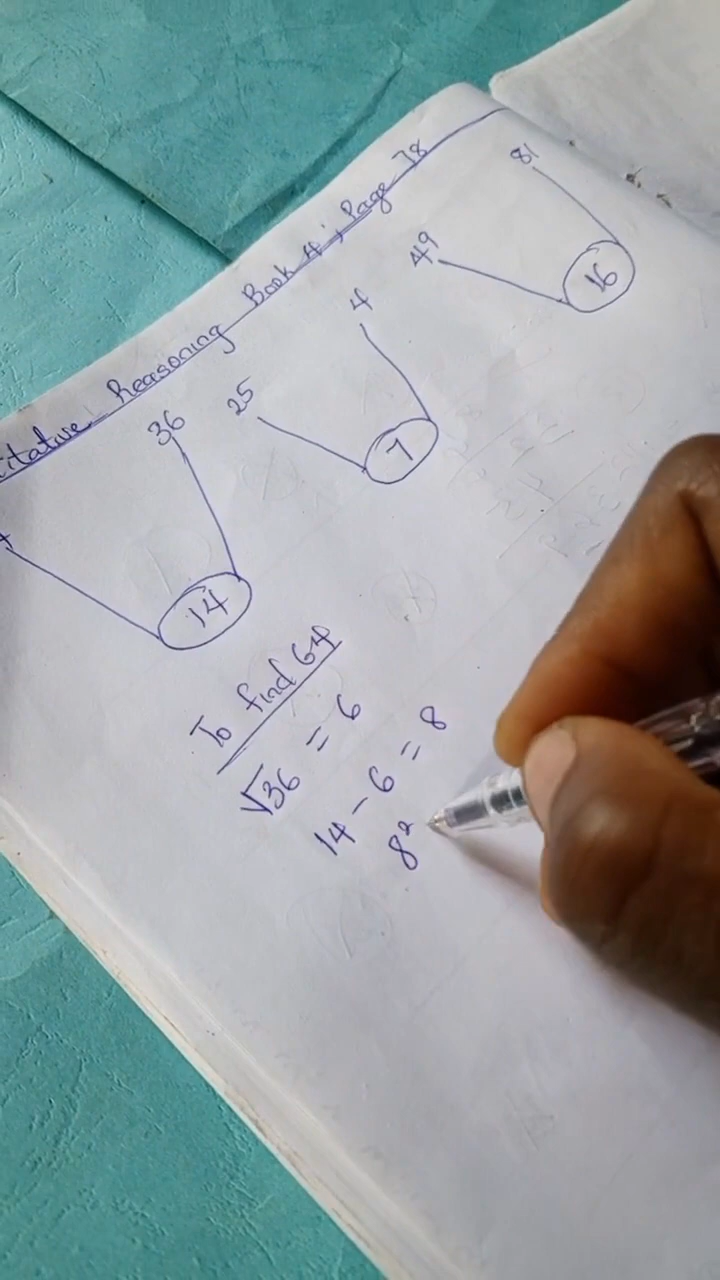 Reasoning Book 4; Page 78
81
49
4
25
36
16
7
14
To find 64
√36 = 6
14 - 6 = 8
8²